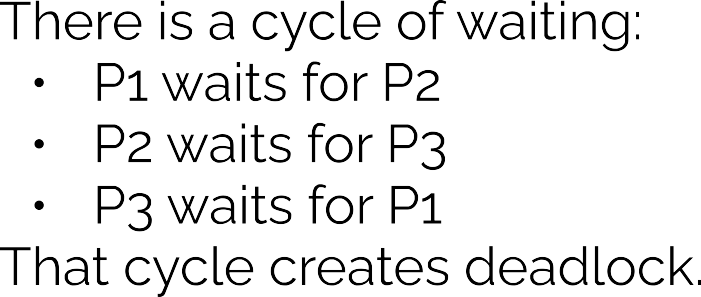 There is a cycle of waiting:
• P1 waits for P2
• P2 waits for P3
• P3 waits for P1
That cycle creates deadlock.